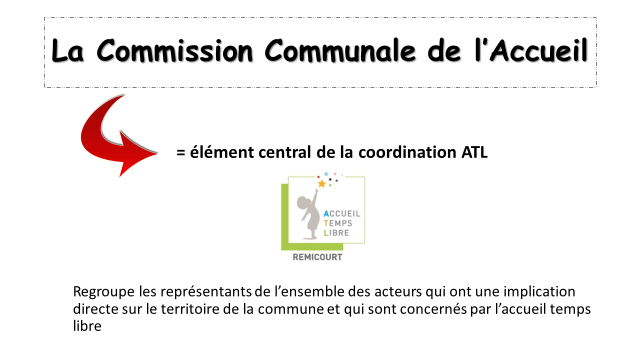 La Commission Communale de l'Accueil
= élément central de la coordination ATL
ACCUEIL
TEMPS
LIBRE
REMICOURT
Regroupe les représentants de l'ensemble des acteurs qui ont une implication
directe sur le territoire de la commune et qui sont concernés par l'accueil temps
libre